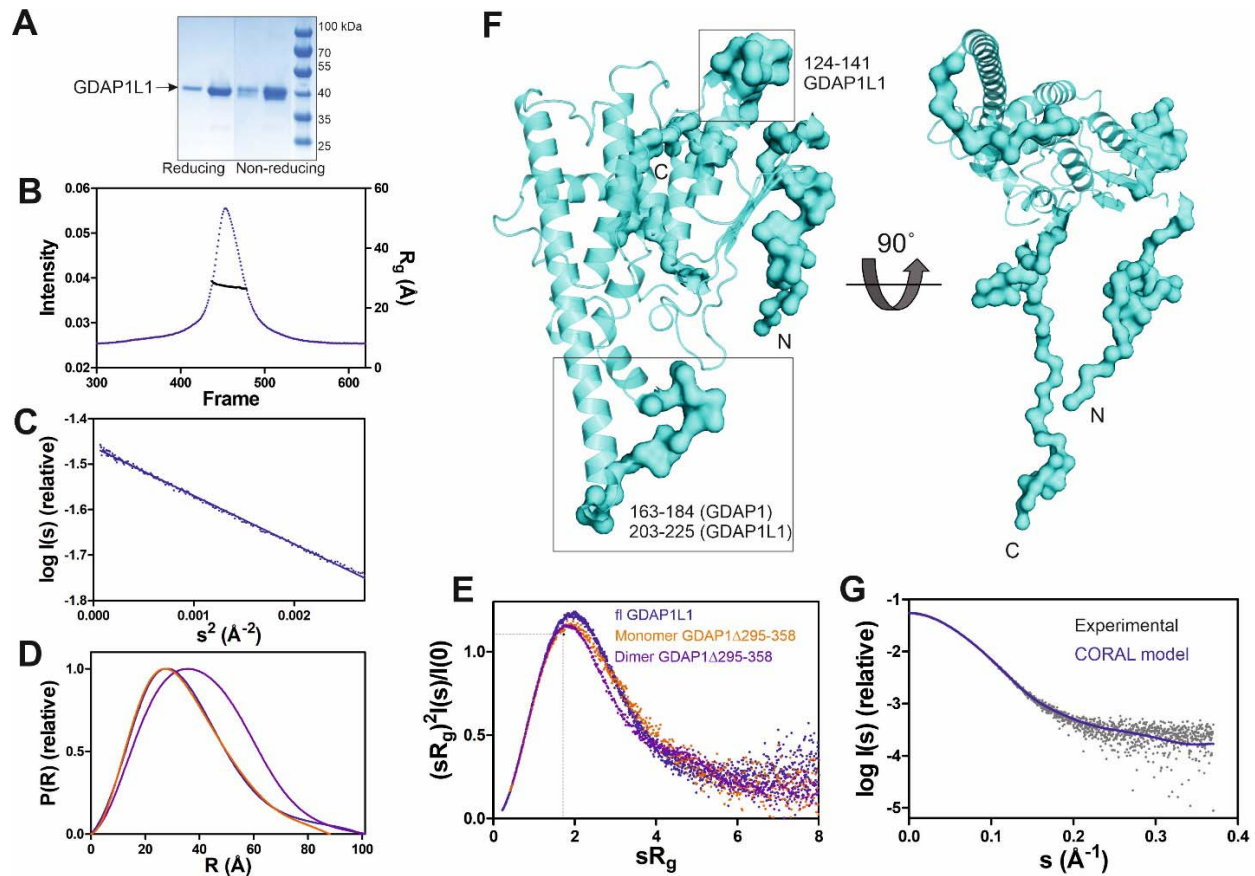 A
100 kDa
70
55
GDAP1L1
40
35
25
Reducing Non-reducing
B
0.06
0.05
0.04
0.03
0.02
Intensity
60
40
20
0
Rg (Å)
300 400 500 600
Frame
C
-1.4
-1.5
-1.6
-1.7
-1.8
log I(s) (relative)
0.000 0.001 0.002
s² (Å⁻²)
D
1.0
0.5
0.0
P(R) (relative)
0 20 40 60 80 100
R (Å)
F
124-141
GDAP1L1
C
N
163-184 (GDAP1)
203-225 (GDAP1L1)
90°
N
C
E
fl GDAP1L1
Monomer GDAP1Δ295-358
Dimer GDAP1Δ295-358
1.0
0.5
0.0
(sRg)²I(s)/I(0)
0 2 4 6 8
sRg
G
Experimental
CORAL model
-1
-2
-3
-4
-5
log I(s) (relative)
0.0 0.1 0.2 0.3 0.4
s (Å⁻¹)